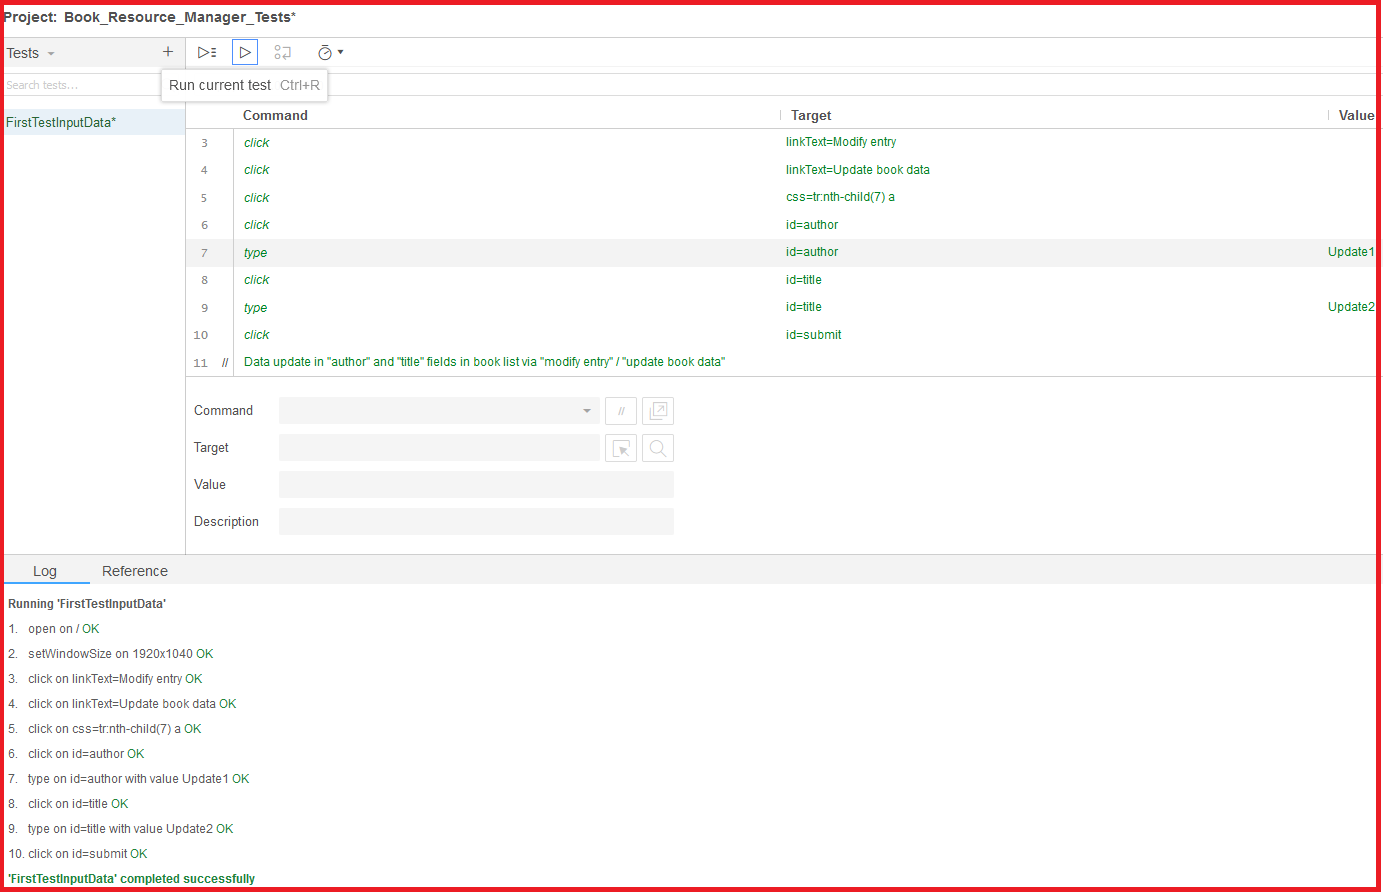 Project: Book_Resource_Manager_Tests*
Tests
+
Search tests...
Run current test Ctrl+R
FirstTestInputData*
Command Target Value
3 click linkText=Modify entry
4 click linkText=Update book data
5 click css=tr:nth-child(7) a
6 click id=author
7 type id=author Update1
8 click id=title
9 type id=title Update2
10 click id=submit
11 // Data update in "author" and "title" fields in book list via "modify entry" / "update book data"
Command //
Target
Value
Description
Log Reference
Running 'FirstTestInputData'
1. open on / OK
2. setWindowSize on 1920x1040 OK
3. click on linkText=Modify entry OK
4. click on linkText=Update book data OK
5. click on css=tr:nth-child(7) a OK
6. click on id=author OK
7. type on id=author with value Update1 OK
8. click on id=title OK
9. type on id=title with value Update2 OK
10. click on id=submit OK
'FirstTestInputData' completed successfully